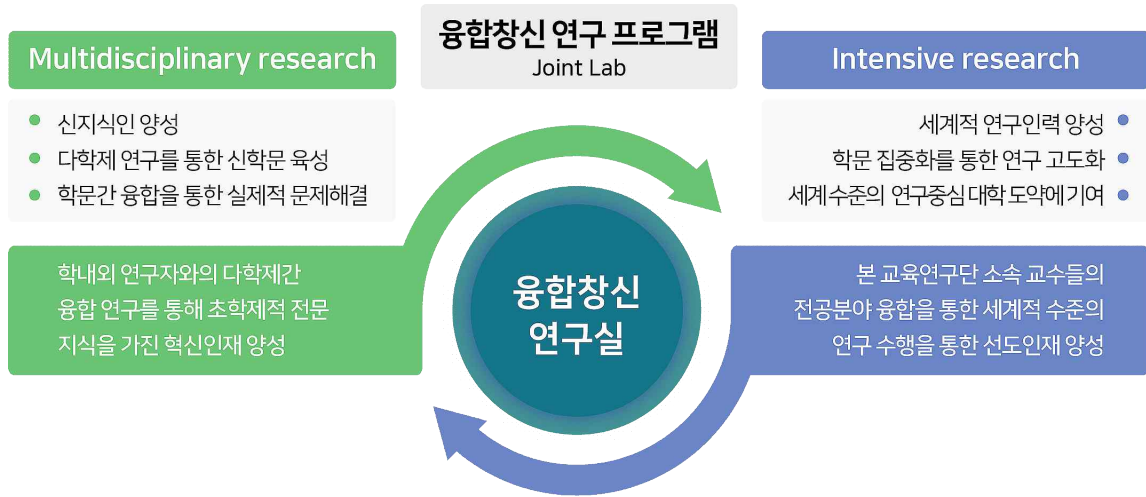 융합창신 연구 프로그램
Joint Lab
Multidisciplinary research
신지식인 양성
다학제 연구를 통한 신학문 육성
학문간 융합을 통한 실제적 문제해결
학내외 연구자와의 다학제간
융합 연구를 통해 초학제적 전문
지식을 가진 혁신인재 양성
융합창신
연구실
Intensive research
세계적 연구인력 양성
학문 집중화를 통한 연구 고도화
세계 수준의 연구중심 대학 도약에 기여
본 교육연구단 소속 교수들의
전공분야 융합을 통한 세계적 수준의
연구 수행을 통한 선도인재 양성